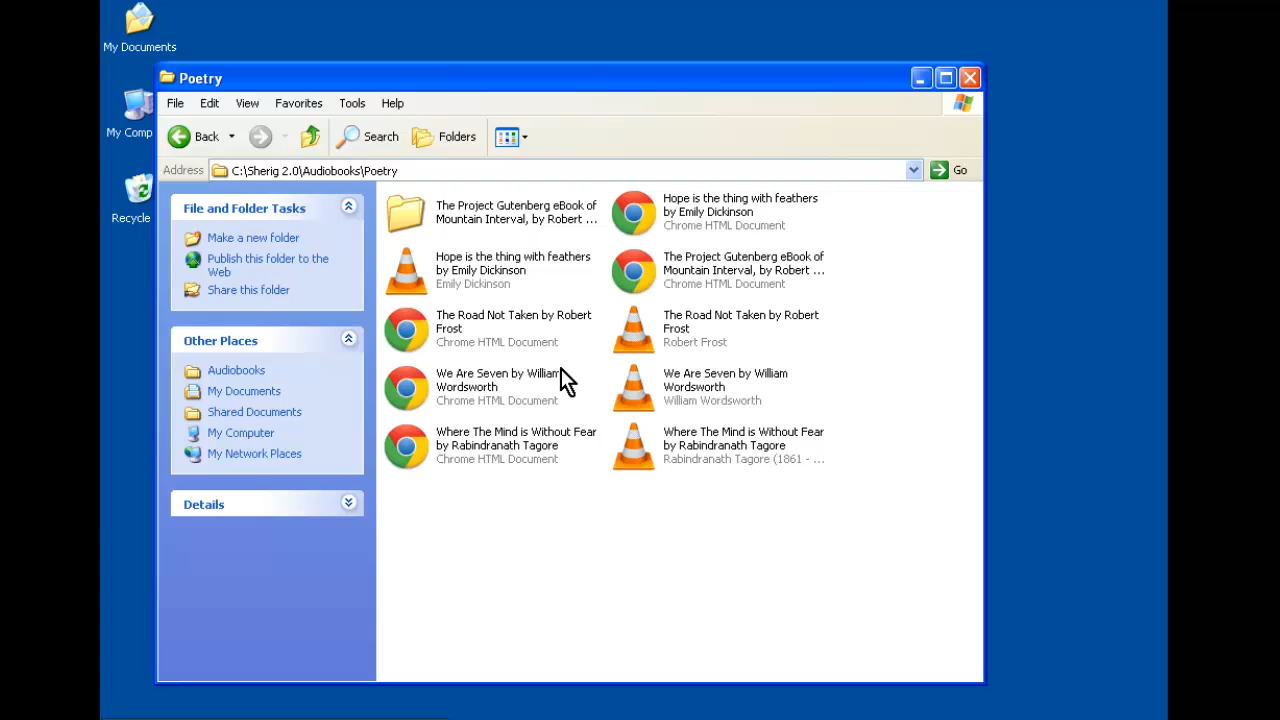 My Documents
My Comp
Recycle
Poetry
File Edit View Favorites Tools Help
Back Search Folders
Address C:\Sherig 2.0\Audiobooks\Poetry Go
File and Folder Tasks
Make a new folder
Publish this folder to the
Web
Share this folder
Other Places
Audiobooks
My Documents
Shared Documents
My Computer
My Network Places
Details
The Project Gutenberg eBook of
Mountain Interval, by Robert ...
Hope is the thing with feathers
by Emily Dickinson
Chrome HTML Document
Hope is the thing with feathers
by Emily Dickinson
Emily Dickinson
The Project Gutenberg eBook of
Mountain Interval, by Robert ...
Chrome HTML Document
The Road Not Taken by Robert
Frost
Chrome HTML Document
The Road Not Taken by Robert
Frost
Robert Frost
We Are Seven by William
Wordsworth
Chrome HTML Document
We Are Seven by William
Wordsworth
William Wordsworth
Where The Mind is Without Fear
by Rabindranath Tagore
Chrome HTML Document
Where The Mind is Without Fear
by Rabindranath Tagore
Rabindranath Tagore (1861 - ...